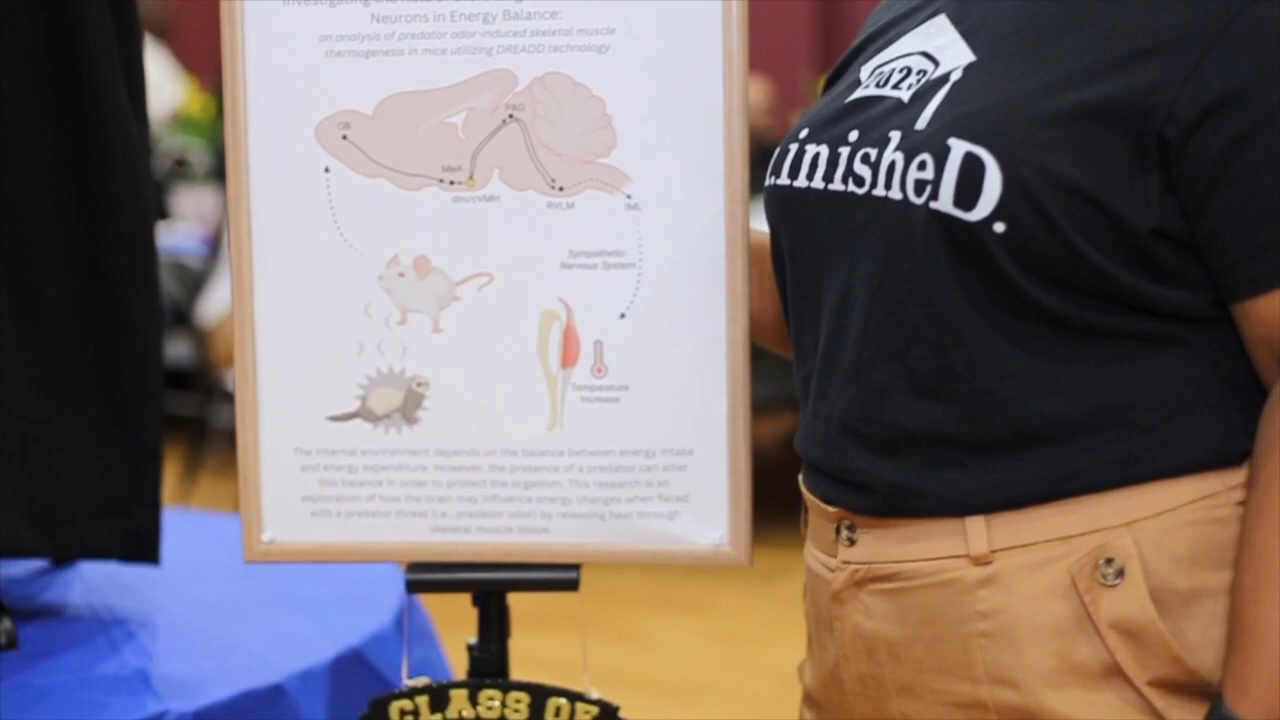 Neurons in Energy Balance:
an analysis of predator odor-induced skeletal muscle
thermogenesis in mice utilizing DREADD technology
OB
PAG
MeA
dm/cVMH
RVLM
IML
Sympathetic
Nervous System
Temperature
Increase
The internal environment depends on the balance between energy intake
and energy expenditure. However, the presence of a predator can alter
this balance in order to protect the organism. This research is an
exploration of how the brain may influence energy changes when faced
with a predator threat (i.e., predator odor) by releasing heat through
skeletal muscle tissue.
2023
.inisheD.
CLASS OF